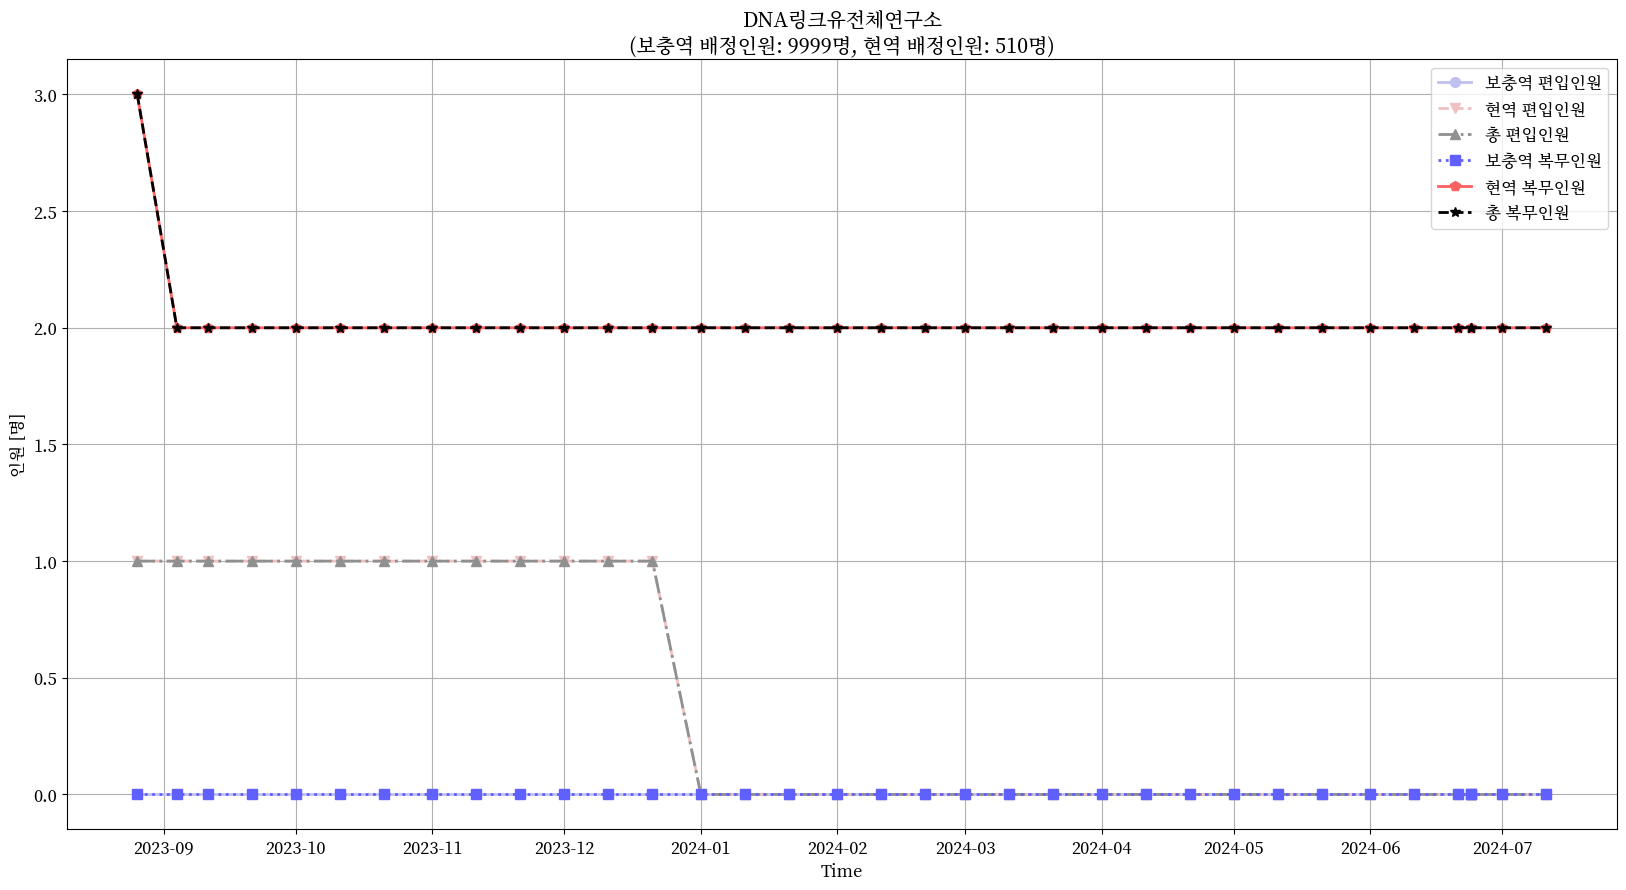 DNA링크유전체연구소
(보충역 배정인원: 9999명, 현역 배정인원: 510명)
보충역 편입인원
현역 편입인원
총 편입인원
보충역 복무인원
현역 복무인원
총 복무인원
인원 [명]
3.0
2.5
2.0
1.5
1.0
0.5
0.0
2023-09 2023-10 2023-11 2023-12 2024-01 2024-02 2024-03 2024-04 2024-05 2024-06 2024-07
Time